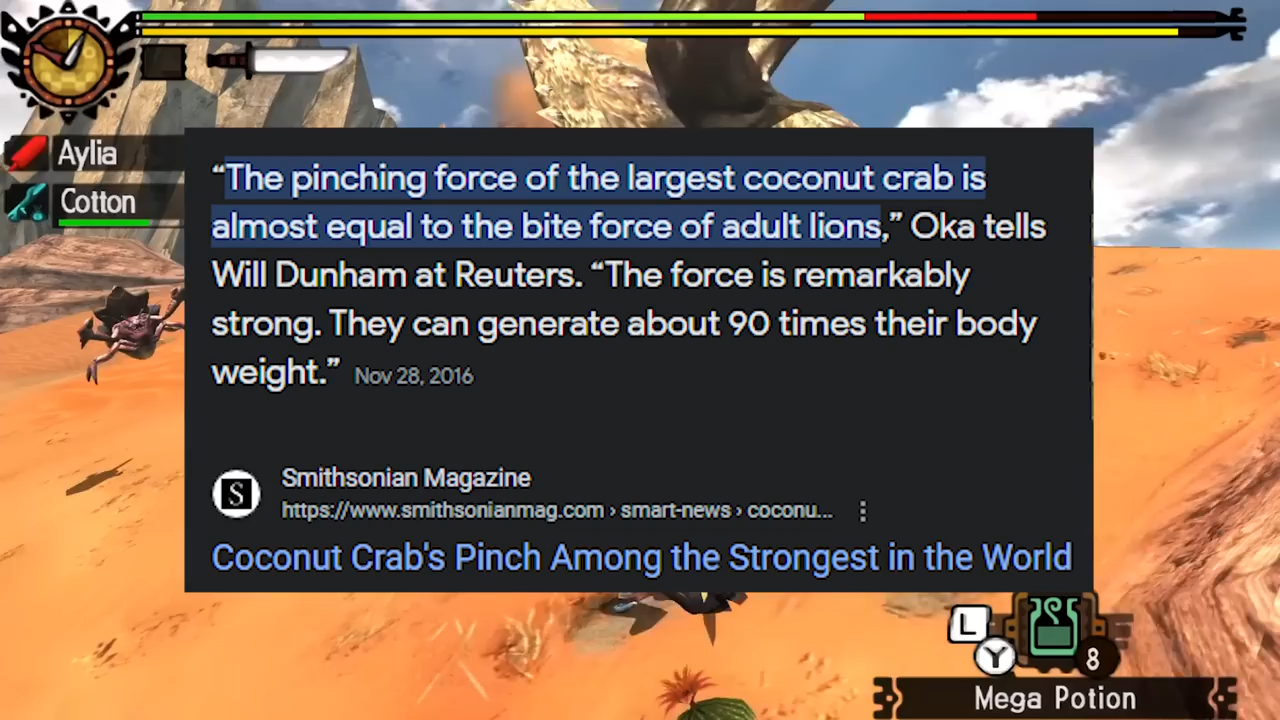 Aylia
Cotton
“The pinching force of the largest coconut crab is
almost equal to the bite force of adult lions,” Oka tells
Will Dunham at Reuters. “The force is remarkably
strong. They can generate about 90 times their body
weight.” Nov 28, 2016
S
Smithsonian Magazine
https://www.smithsonianmag.com › smart-news › coconu...
Coconut Crab's Pinch Among the Strongest in the World
L
Y
8
Mega Potion